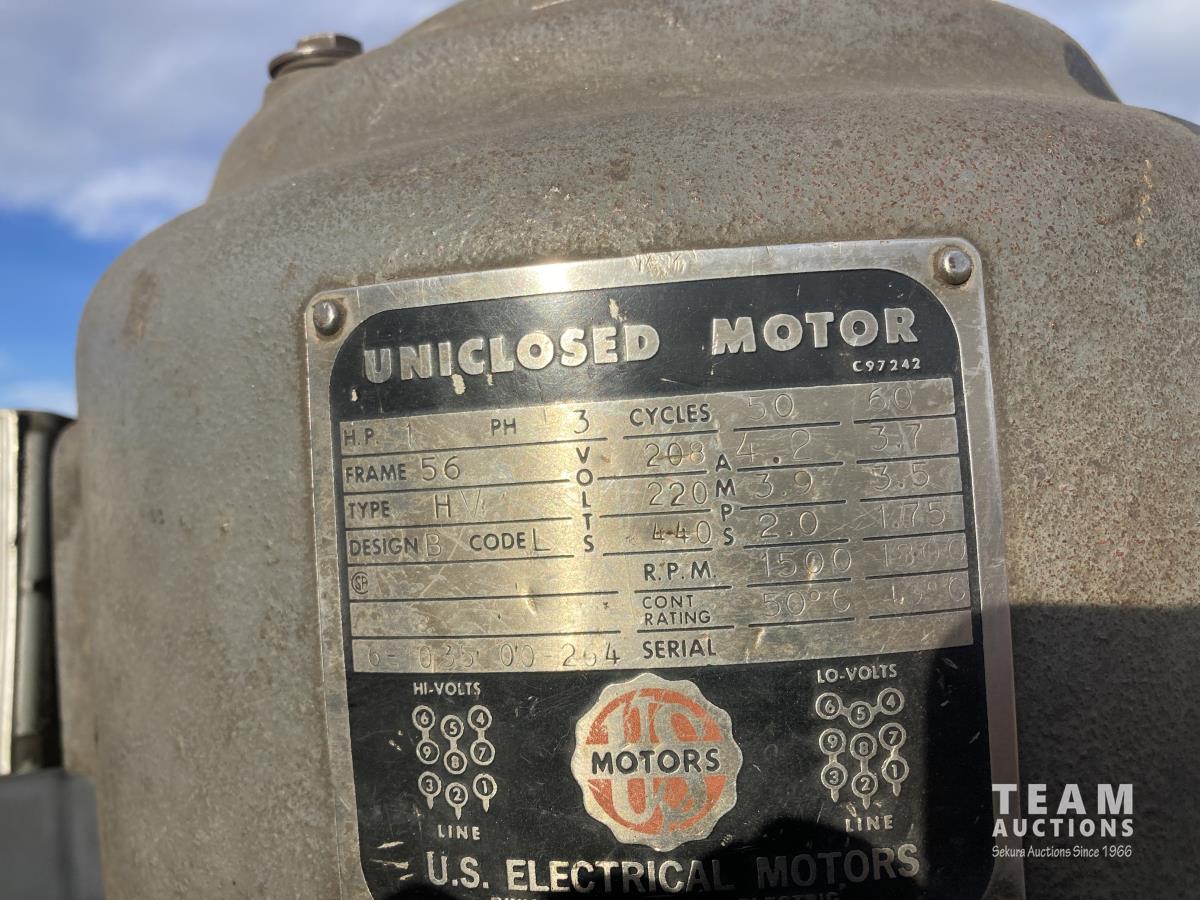 UNICLOSED MOTOR
C97242
H.P. 1 PH 3 CYCLES 50 60
FRAME 56 VOLTS 208 AMPS 4.2 3.7
TYPE HV 220 3.9 3.5
DESIGN B CODE L 440 2.0 1.75
R.P.M. 1500 1800
CONT RATING 50°C
SERIAL
HI-VOLTS
6 5 4
9 8 7
3 2 1
LINE
US
MOTORS
LO-VOLTS
6 5 4
9 8 7
3 2 1
LINE
U.S. ELECTRICAL MOTORS
TEAM
AUCTIONS
Sekura Auctions Since 1966